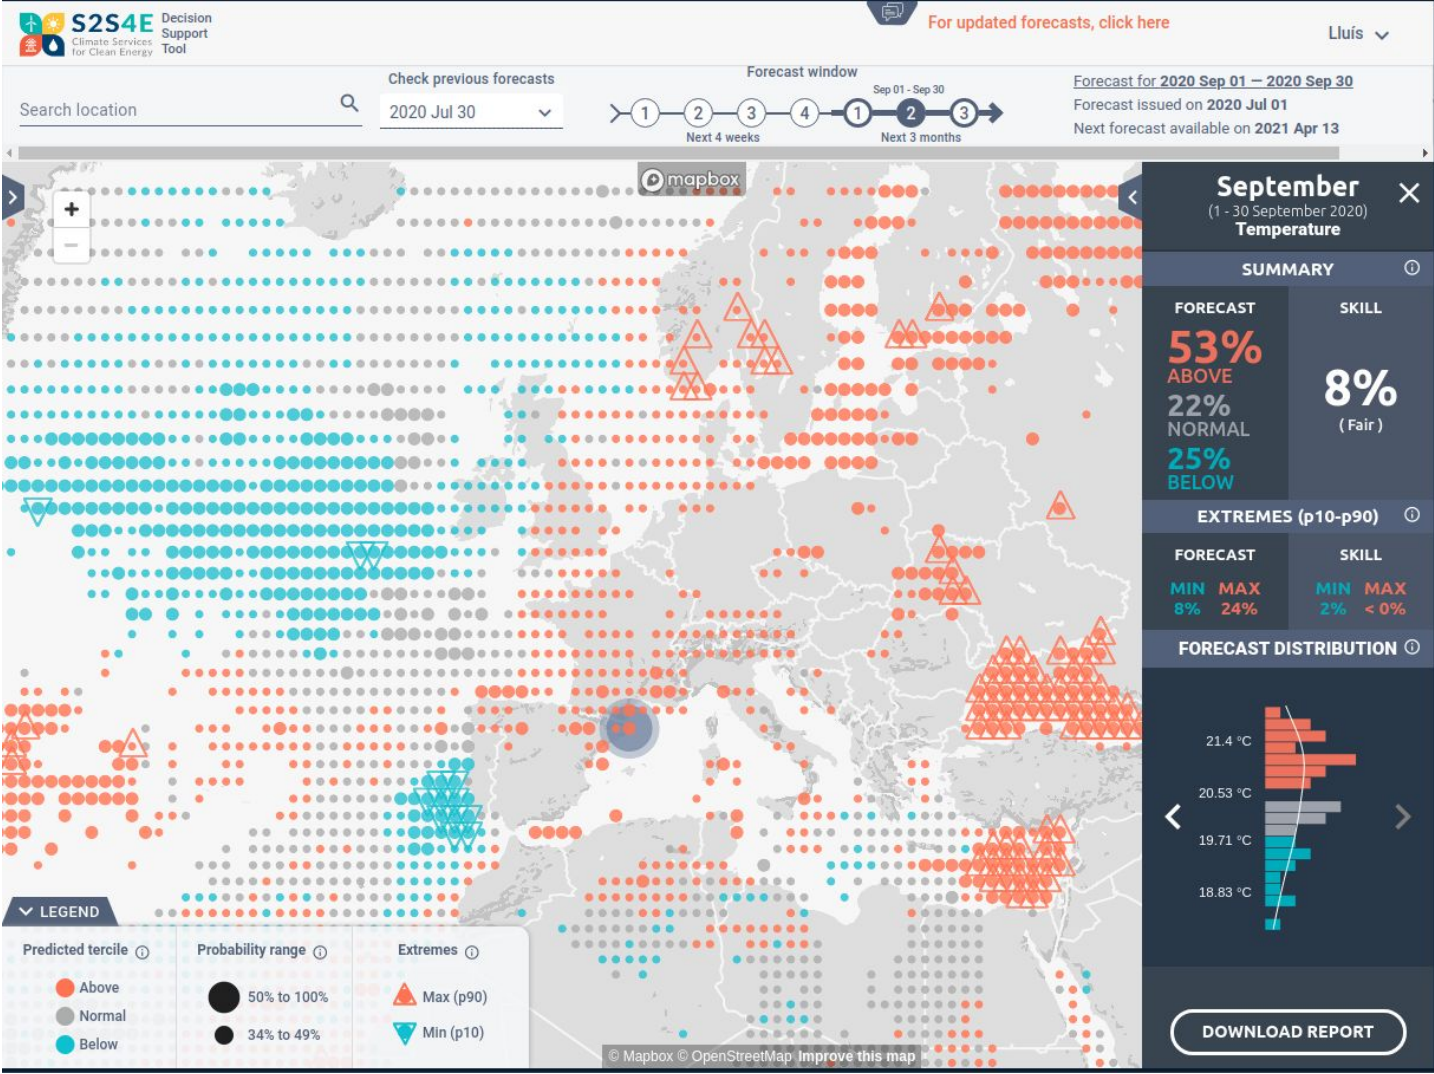 S2S4E
Climate Services
for Clean Energy
Decision
Support
Tool
For updated forecasts, click here
Lluís
Search location
Check previous forecasts
2020 Jul 30
Forecast window
Sep 01 - Sep 30
1
2
3
4
1
2
3
Next 4 weeks
Next 3 months
Forecast for 2020 Sep 01 — 2020 Sep 30
Forecast issued on 2020 Jul 01
Next forecast available on 2021 Apr 13
+
−
mapbox
September
(1 - 30 September 2020)
Temperature
SUMMARY
FORECAST
SKILL
53%
ABOVE
22%
NORMAL
25%
BELOW
8%
( Fair )
EXTREMES (p10-p90)
FORECAST
SKILL
MIN MAX
8% 24%
MIN MAX
2% < 0%
FORECAST DISTRIBUTION
21.4 °C
20.53 °C
19.71 °C
18.83 °C
DOWNLOAD REPORT
LEGEND
Predicted tercile
Above
Normal
Below
Probability range
50% to 100%
34% to 49%
Extremes
Max (p90)
Min (p10)
© Mapbox © OpenStreetMap Improve this map